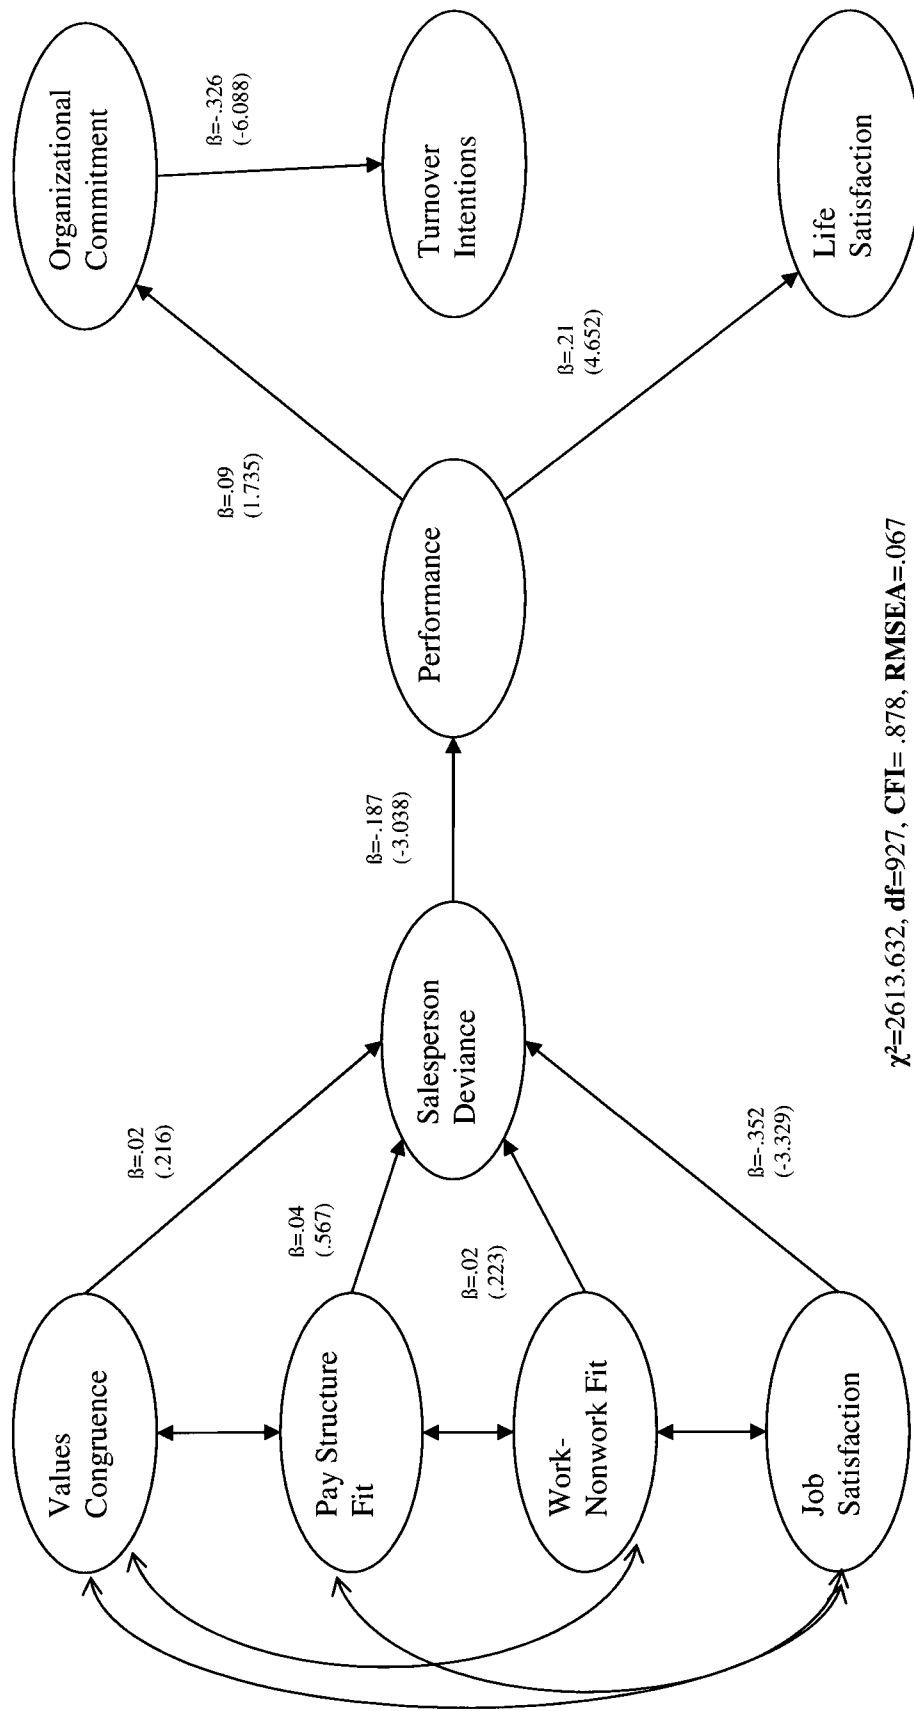 Values
Congruence
Pay Structure
Fit
Work-
Nonwork Fit
Job
Satisfaction
ß=.02
(.216)
ß=.04
(.567)
ß=.02
(.223)
ß=-.352
(-3.329)
Salesperson
Deviance
ß=-.187
(-3.038)
Performance
ß=.09
(1.735)
ß=.21
(4.652)
Organizational
Commitment
ß=-.326
(-6.088)
Turnover
Intentions
Life
Satisfaction
χ²=2613.632, df=927, CFI= .878, RMSEA=.067